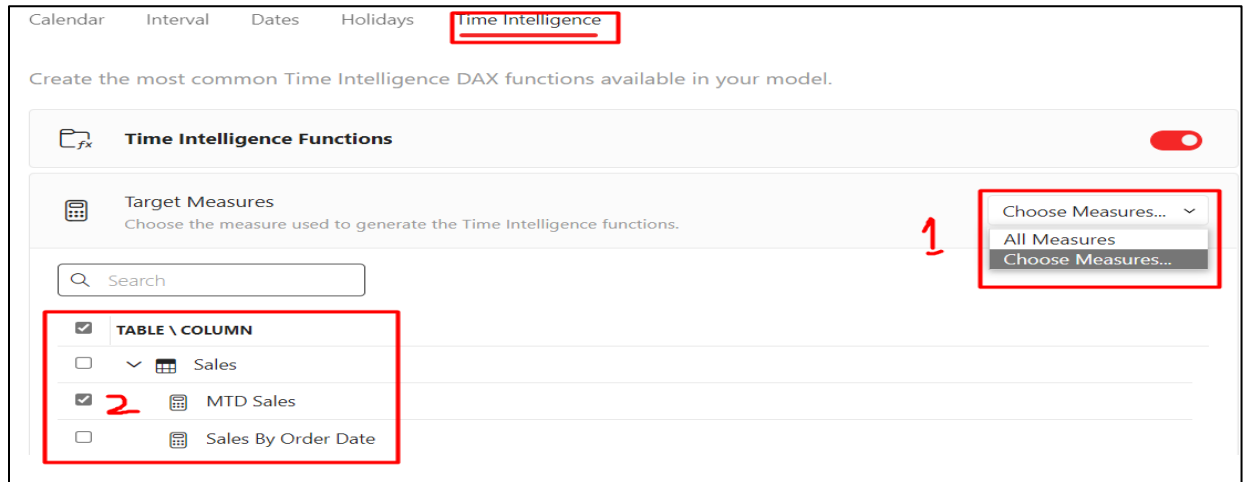 Calendar Interval Dates Holidays Time Intelligence
Create the most common Time Intelligence DAX functions available in your model.
fx Time Intelligence Functions
Target Measures
Choose the measure used to generate the Time Intelligence functions.
1
Choose Measures...
All Measures
Choose Measures...
Search
TABLE \ COLUMN
Sales
2 MTD Sales
Sales By Order Date